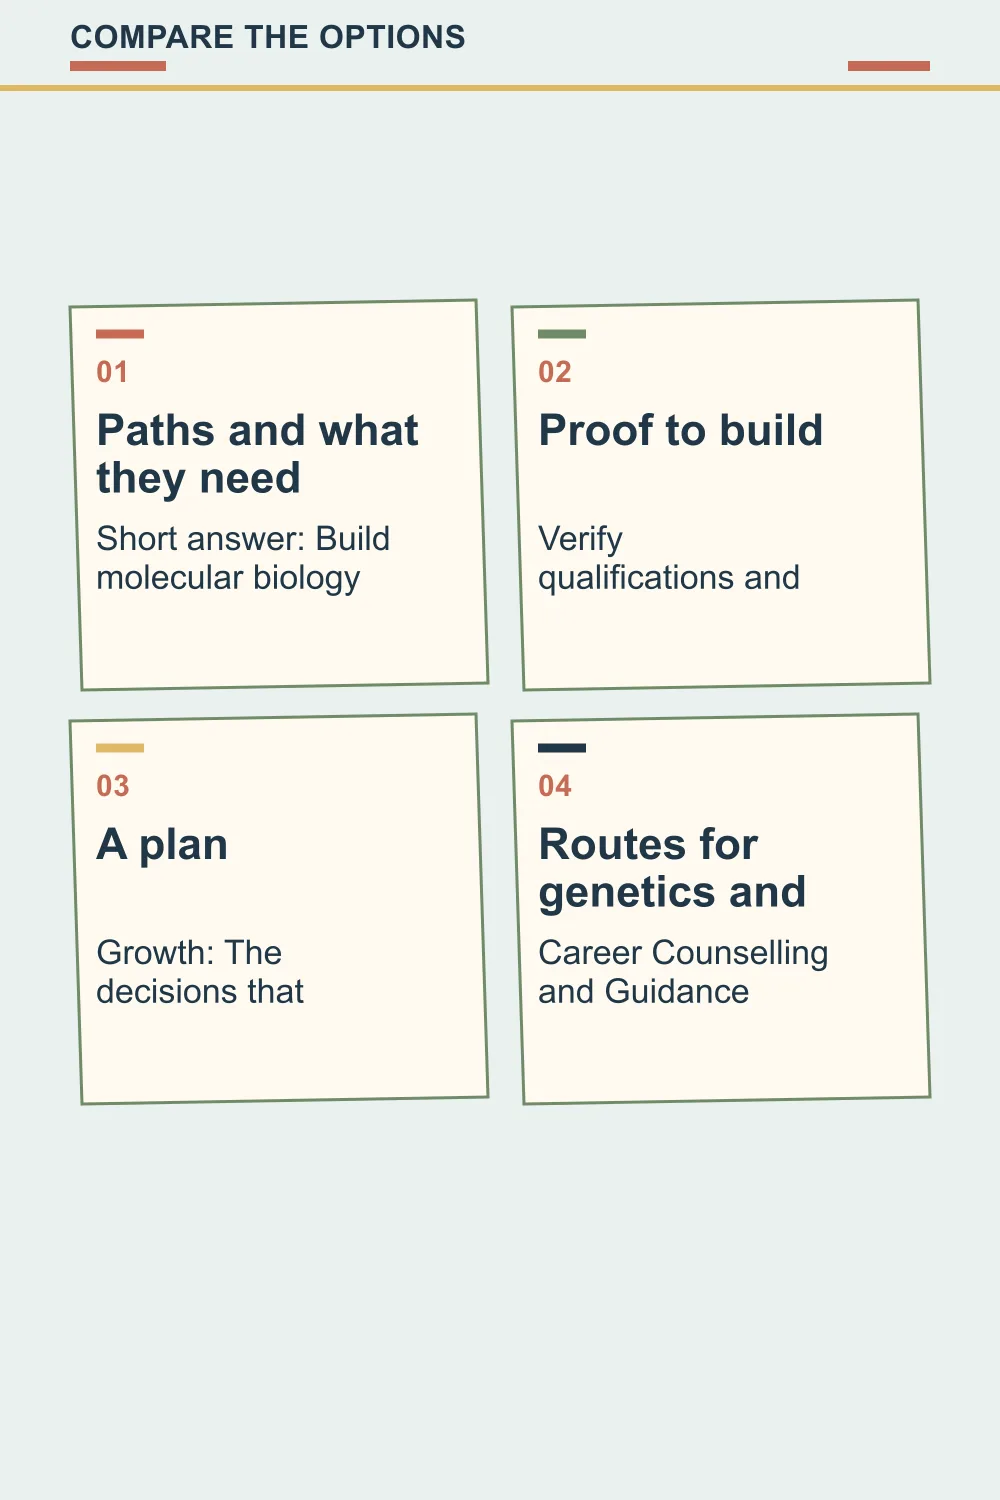 COMPARE THE OPTIONS
01
Paths and what
they need
Short answer: Build
molecular biology
02
Proof to build
Verify
qualifications and
03
A plan
Growth: The
decisions that
04
Routes for
genetics and
Career Counselling
and Guidance